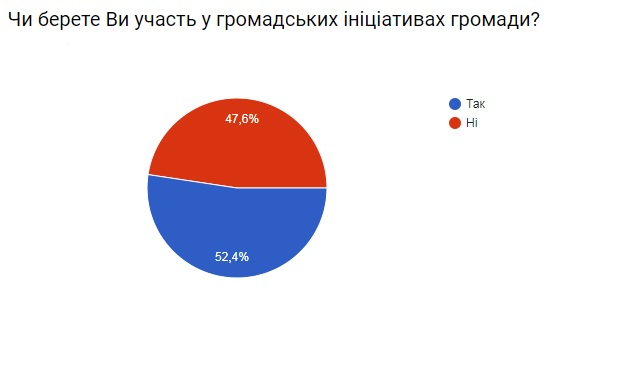 Чи берете Ви участь у громадських ініціативах громади?
Так
Ні
47,6%
52,4%